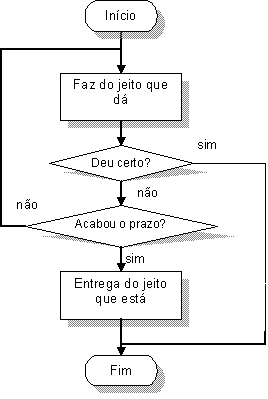 Início
Faz do jeito que
dá
sim
Deu certo?
não
não
Acabou o prazo?
sim
Entrega do jeito
que está
Fim